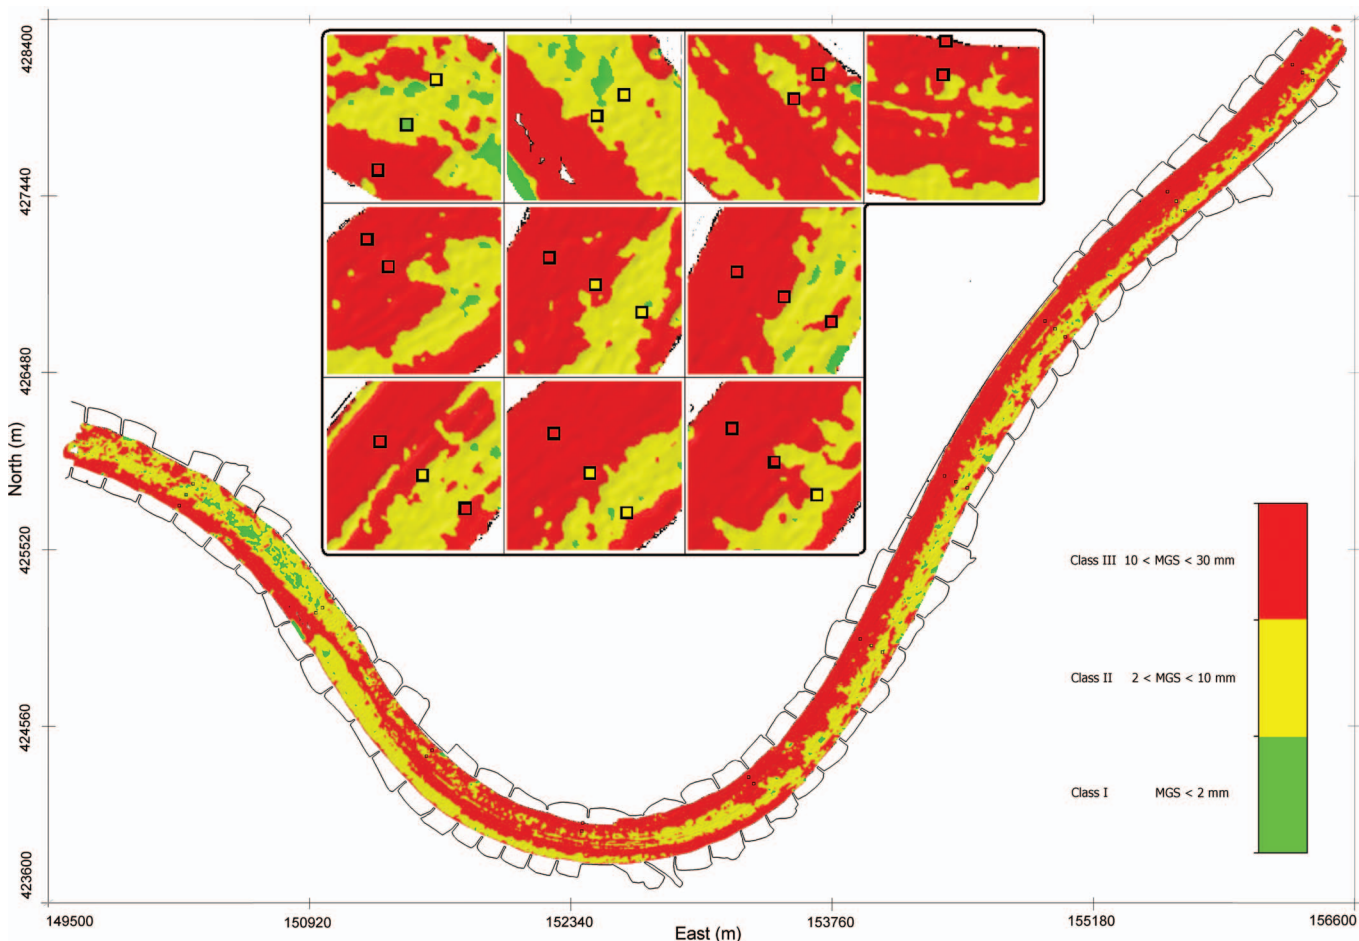 428400
427440
426480
425520
424560
423600
North (m)
Class III 10 < MGS < 30 mm
Class II 2 < MGS < 10 mm
Class I MGS < 2 mm
149500 150920 152340 153760 155180 156600
East (m)